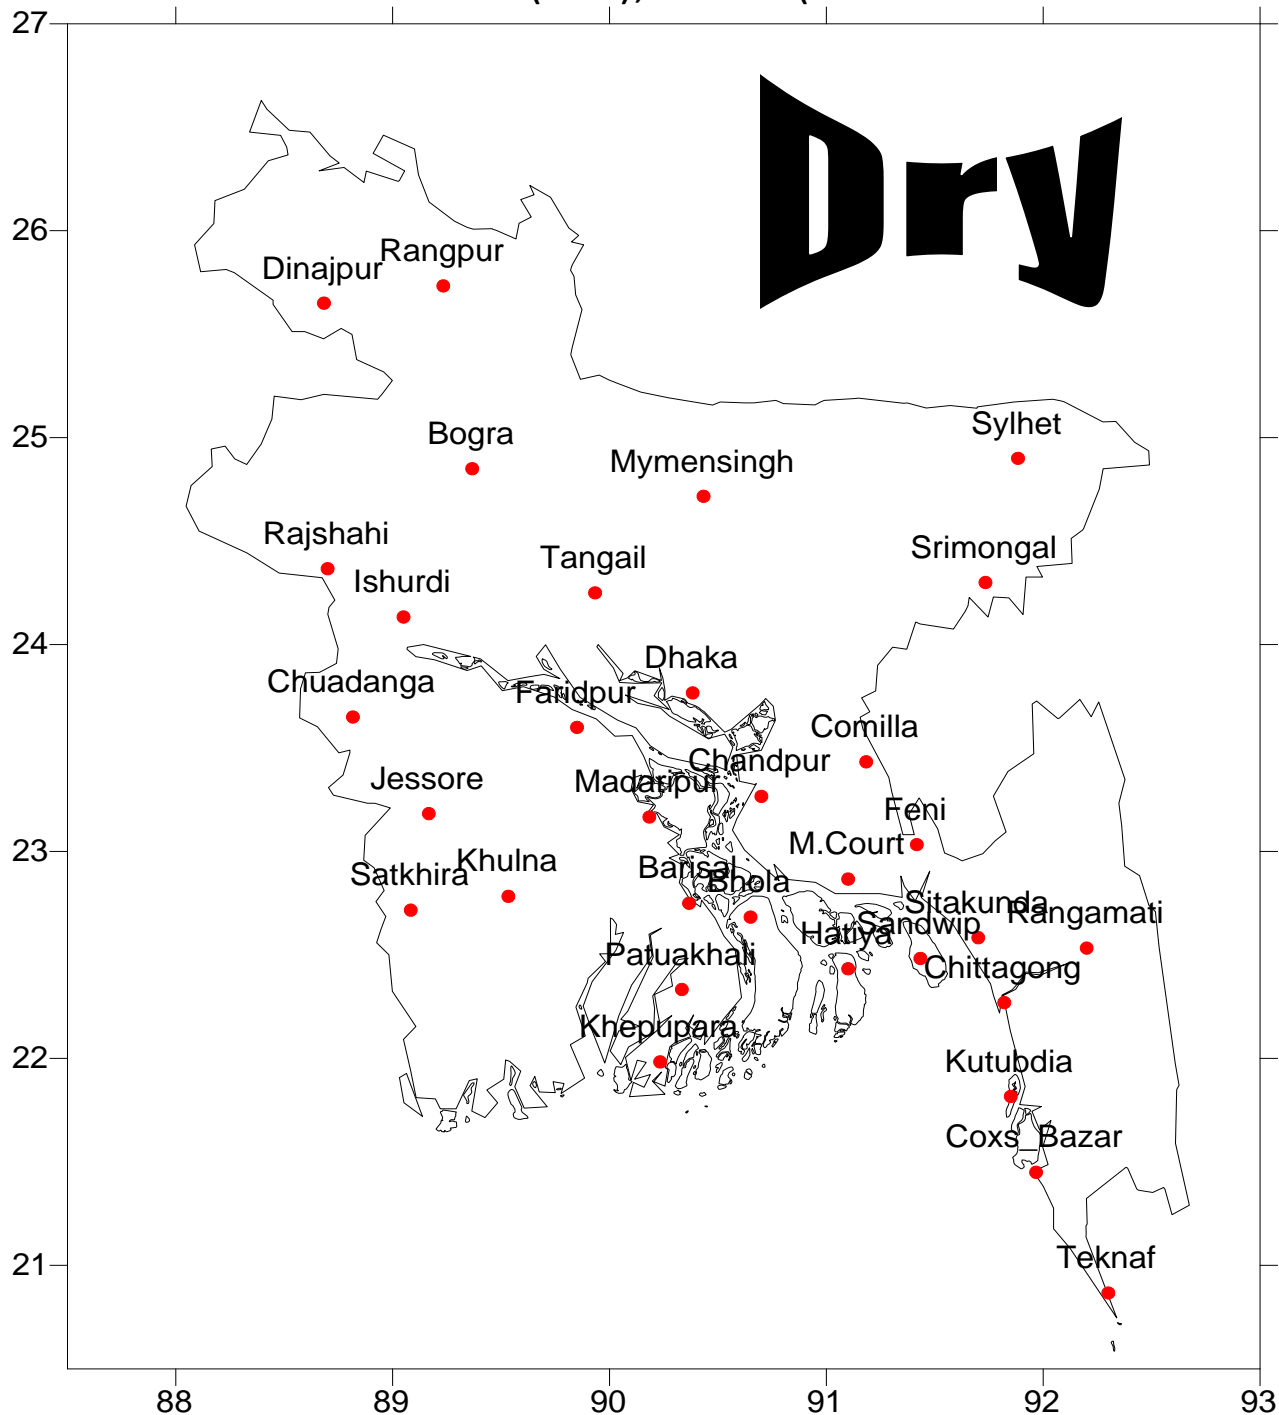 27
Dry
26
Rangpur
Dinajpur
25
Sylhet
Bogra
Mymensingh
Rajshahi
Srimongal
Tangail
Ishurdi
24
Dhaka
Chuadanga
Faridpur
Comilla
Chandpur
Jessore
Madaripur
Feni
23
M.Court
Khulna
Satkhira
Barisal
Bhola
Sitakunda
Rangamati
Sandwip
Hatiya
Patuakhali
Chittagong
Khepupara
22
Kutubdia
Coxs_Bazar
21
Teknaf
88 89 90 91 92 93